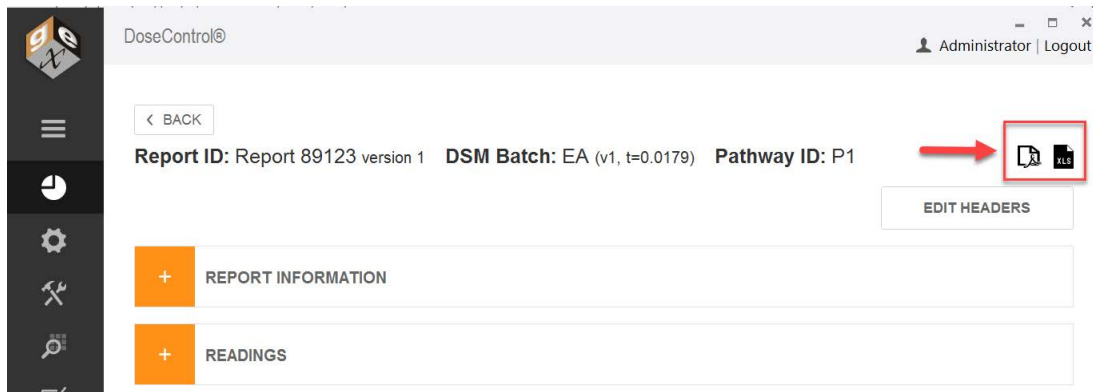 gex
DoseControl®
Administrator | Logout
< BACK
Report ID: Report 89123 version 1 DSM Batch: EA (v1, t=0.0179) Pathway ID: P1
XLS
EDIT HEADERS
+ REPORT INFORMATION
+ READINGS